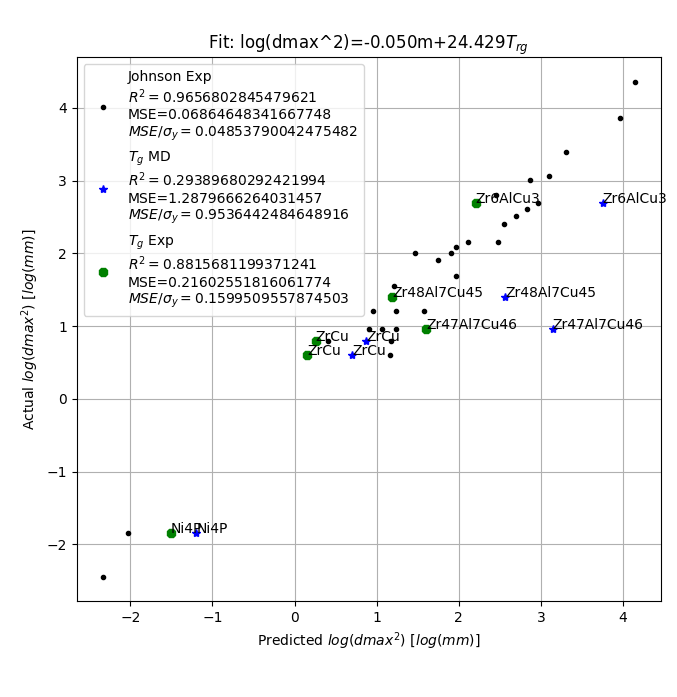 Fit: log(dmax^2)=-0.050m+24.429T_rg
Johnson Exp
R^2 = 0.9656802845479621
MSE=0.06864648341667748
MSE/σ_y = 0.04853790042475482
T_g MD
R^2 = 0.29389680292421994
MSE=1.2879666264031457
MSE/σ_y = 0.9536442484648916
T_g Exp
R^2 = 0.8815681199371241
MSE=0.21602551816061774
MSE/σ_y = 0.1599509557874503
Zr6AlCu3
Zr6AlCu3
Zr48Al7Cu45
Zr48Al7Cu45
Zr47Al7Cu46
Zr47Al7Cu46
ZrCu
ZrCu
ZrCu
ZrCu
Ni4P
Ni4P
4
3
2
1
0
−1
−2
−2
−1
0
1
2
3
4
Actual log(dmax^2) [log(mm)]
Predicted log(dmax^2) [log(mm)]